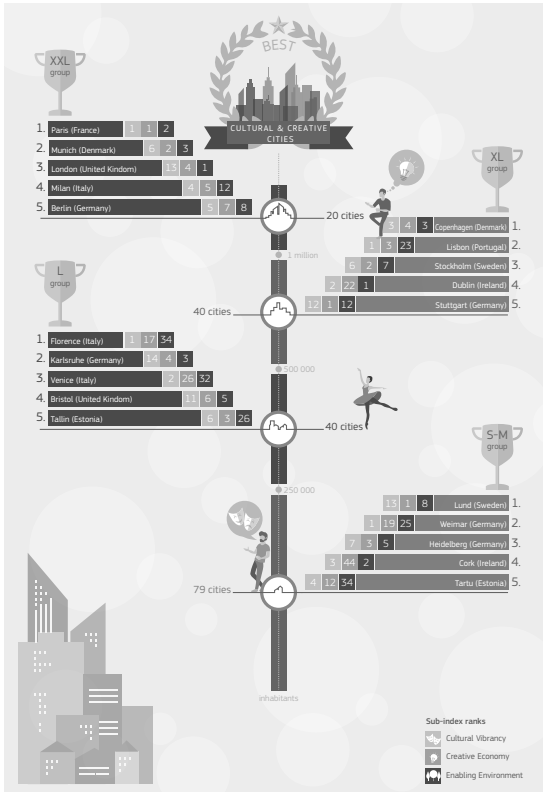 BEST
CULTURAL & CREATIVE
CITIES
XXL
group
1. Paris (France) 1 1 2
2. Munich (Denmark) 6 2 3
3. London (United Kindom) 13 4 1
4. Milan (Italy) 4 5 12
5. Berlin (Germany) 5 7 8
20 cities
XL
group
3 4 3 Copenhagen (Denmark) 1.
1 3 23 Lisbon (Portugal) 2.
6 2 7 Stockholm (Sweden) 3.
2 22 1 Dublin (Ireland) 4.
12 1 12 Stuttgart (Germany) 5.
1 million
40 cities
L
group
1. Florence (Italy) 1 17 34
2. Karlsruhe (Germany) 14 4 3
3. Venice (Italy) 2 26 32
4. Bristol (United Kindom) 11 6 5
5. Tallin (Estonia) 6 3 26
500 000
40 cities
S-M
group
250 000
13 1 8 Lund (Sweden) 1.
1 19 25 Weimar (Germany) 2.
7 3 5 Heidelberg (Germany) 3.
3 44 2 Cork (Ireland) 4.
4 12 34 Tartu (Estonia) 5.
79 cities
inhabitants
Sub-index ranks
Cultural Vibrancy
Creative Economy
Enabling Environment